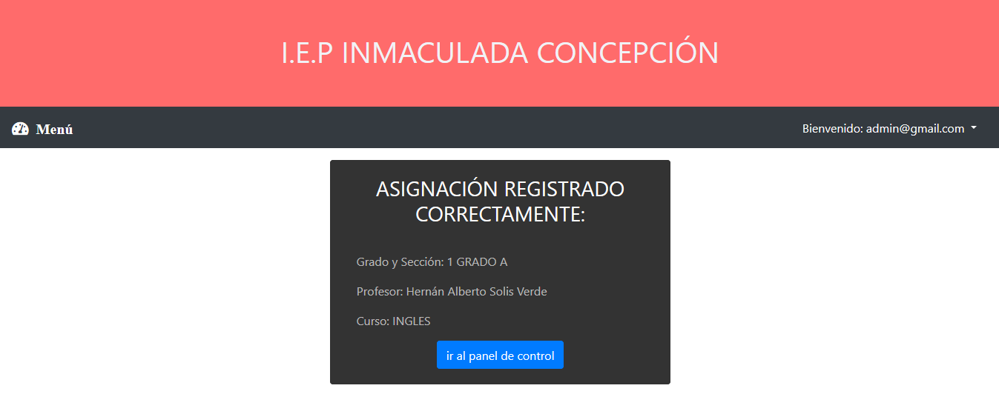 I.E.P INMACULADA CONCEPCIÓN
Menú
Bienvenido: admin@gmail.com
ASIGNACIÓN REGISTRADO
CORRECTAMENTE:
Grado y Sección: 1 GRADO A
Profesor: Hernán Alberto Solis Verde
Curso: INGLES
ir al panel de control